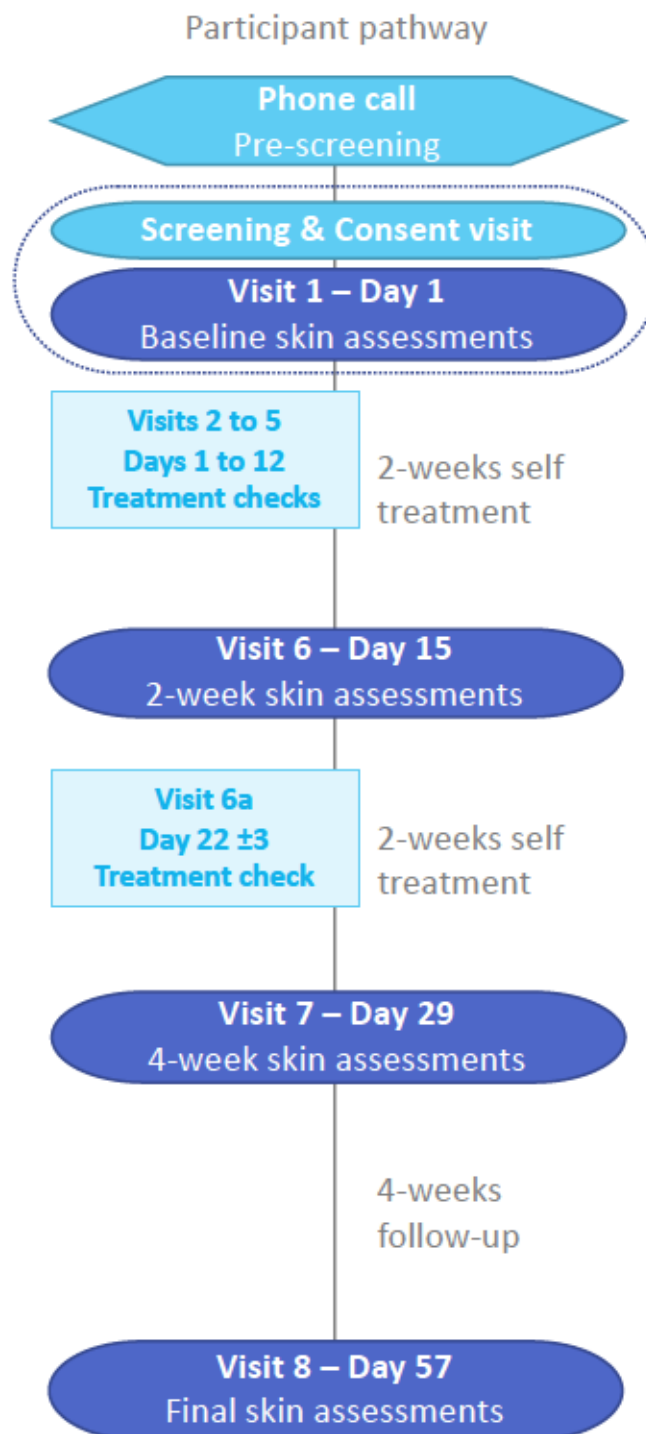 Participant pathway
Phone call
Pre-screening
Screening & Consent visit
Visit 1 – Day 1
Baseline skin assessments
Visits 2 to 5
Days 1 to 12
Treatment checks
2-weeks self
treatment
Visit 6 – Day 15
2-week skin assessments
Visit 6a
Day 22 ±3
Treatment check
2-weeks self
treatment
Visit 7 – Day 29
4-week skin assessments
4-weeks
follow-up
Visit 8 – Day 57
Final skin assessments